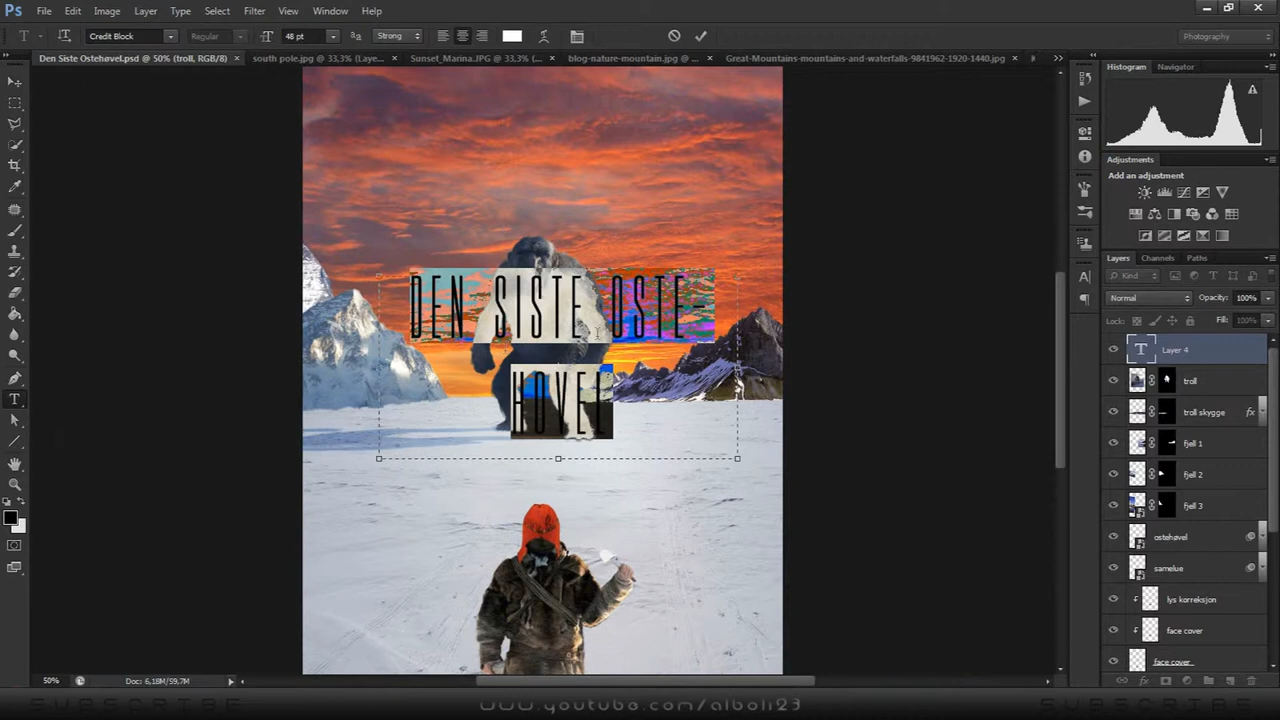 Ps File Edit Image Layer Type Select Filter View Window Help
T Credit Block Regular 48 pt Strong Photography
Den Siste Ostehøvel.psd @ 50% (troll, RGB/8) × south pole.jpg @ 33,3% (Laye... × Sunset_Marina.JPG @ 33,3% (... × blog-nature-mountain.jpg @ ... × Great-Mountains-mountains-and-waterfalls-9841962-1920-1440.jpg ×
Histogram Navigator
Adjustments
Add an adjustment
Layers Channels Paths
Kind
Normal Opacity: 100%
Lock: Fill: 100%
Layer 4
troll
troll skygge fx
fjell 1
fjell 2
fjell 3
ostehøvel
samelue
lys korreksjon
face cover
face cover
DEN SISTE OSTE-
HOVEL
50% Doc: 6,18M/59,7M
SUBSCRIBE www.youtube.com/alboli23 SUBSCRIBE